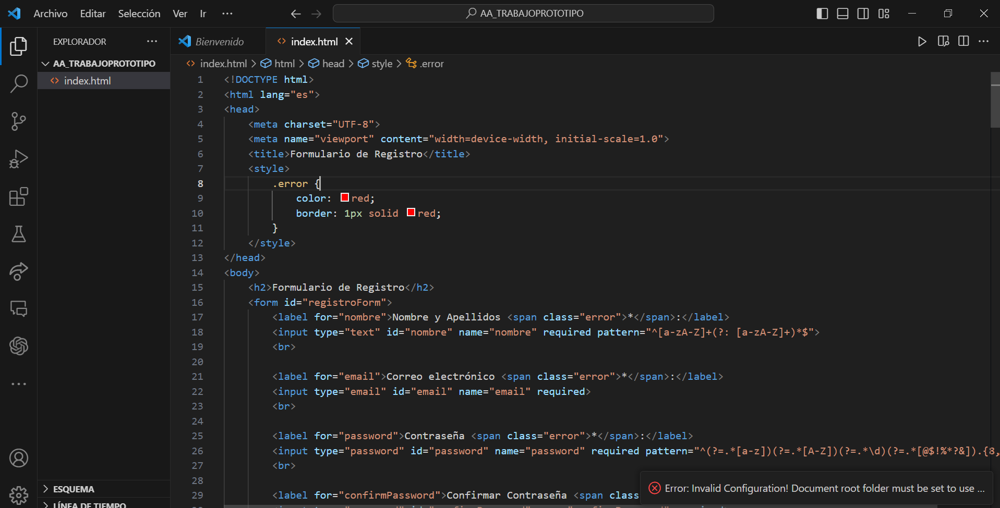 Archivo Editar Selección Ver Ir ··· AA_TRABAJOPROTOTIPO
EXPLORADOR ···
AA_TRABAJOPROTOTIPO
index.html
ESQUEMA
LÍNEA DE TIEMPO
Bienvenido index.html
index.html > html > head > style > .error
1 <!DOCTYPE html>
2 <html lang="es">
3 <head>
4 <meta charset="UTF-8">
5 <meta name="viewport" content="width=device-width, initial-scale=1.0">
6 <title>Formulario de Registro</title>
7 <style>
8 .error {
9 color: red;
10 border: 1px solid red;
11 }
12 </style>
13 </head>
14 <body>
15 <h2>Formulario de Registro</h2>
16 <form id="registroForm">
17 <label for="nombre">Nombre y Apellidos <span class="error">*</span>:</label>
18 <input type="text" id="nombre" name="nombre" required pattern="^[a-zA-Z]+(?: [a-zA-Z]+)*$">
19 <br>
20
21 <label for="email">Correo electrónico <span class="error">*</span>:</label>
22 <input type="email" id="email" name="email" required>
23 <br>
24
25 <label for="password">Contraseña <span class="error">*</span>:</label>
26 <input type="password" id="password" name="password" required pattern="^(?=.*[a-z])(?=.*[A-Z])(?=.*\d)(?=.*[@$!%*?&]).{8,
27 <br>
28
29 <label for="confirmPassword">Confirmar Contraseña <span class
Error: Invalid Configuration! Document root folder must be set to use ...